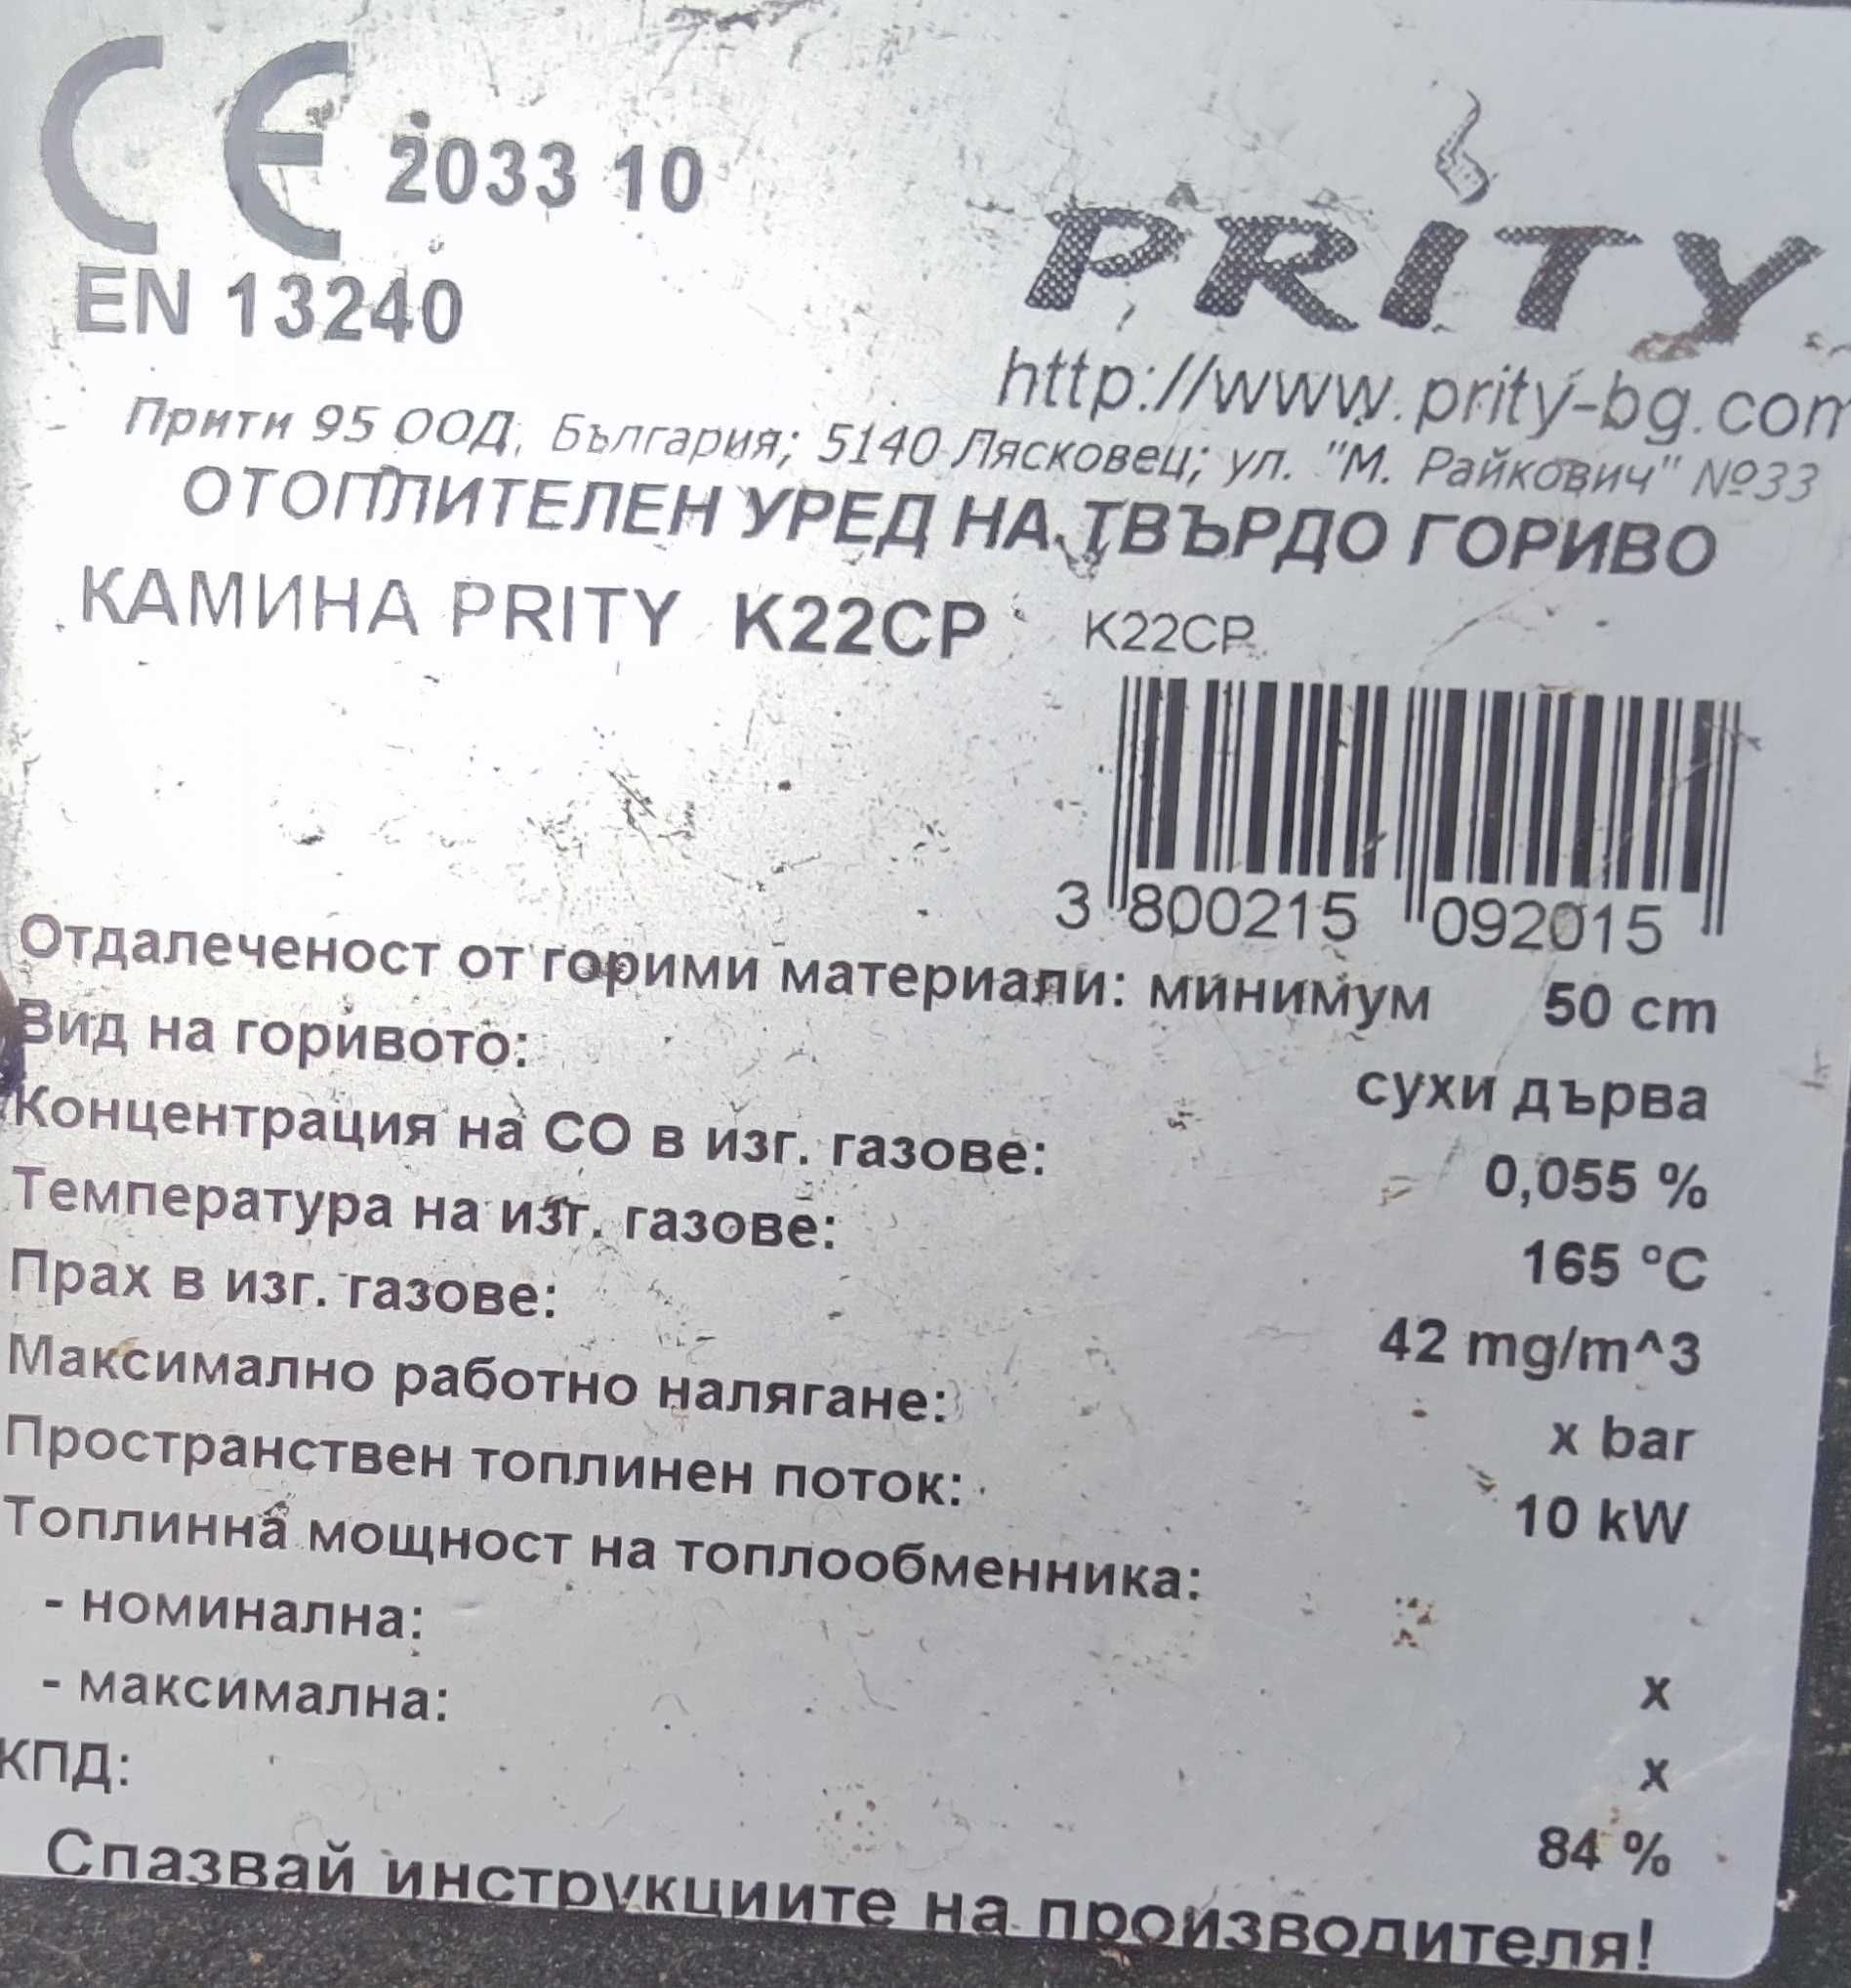 CE 2033 10
PRITY
EN 13240
http://www.prity-bg.com
Прити 95 ООД, България; 5140 Лясковец; ул. "М. Райкович" №33
ОТОПЛИТЕЛЕН УРЕД НА ТВЪРДО ГОРИВО
КАМИНА PRITY K22CP K22CP
3 800215 092015
Отдалеченост от горими материали: минимум 50 cm
Вид на горивото: сухи дърва
Концентрация на CO в изг. газове: 0,055 %
Температура на изг. газове: 165 °C
Прах в изг. газове: 42 mg/m^3
Максимално работно налягане: x bar
Пространствен топлинен поток: 10 kW
Топлинна мощност на топлообменника:
- номинална: x
- максимална: x
КПД: 84 %
Спазвай инструкциите на производителя!